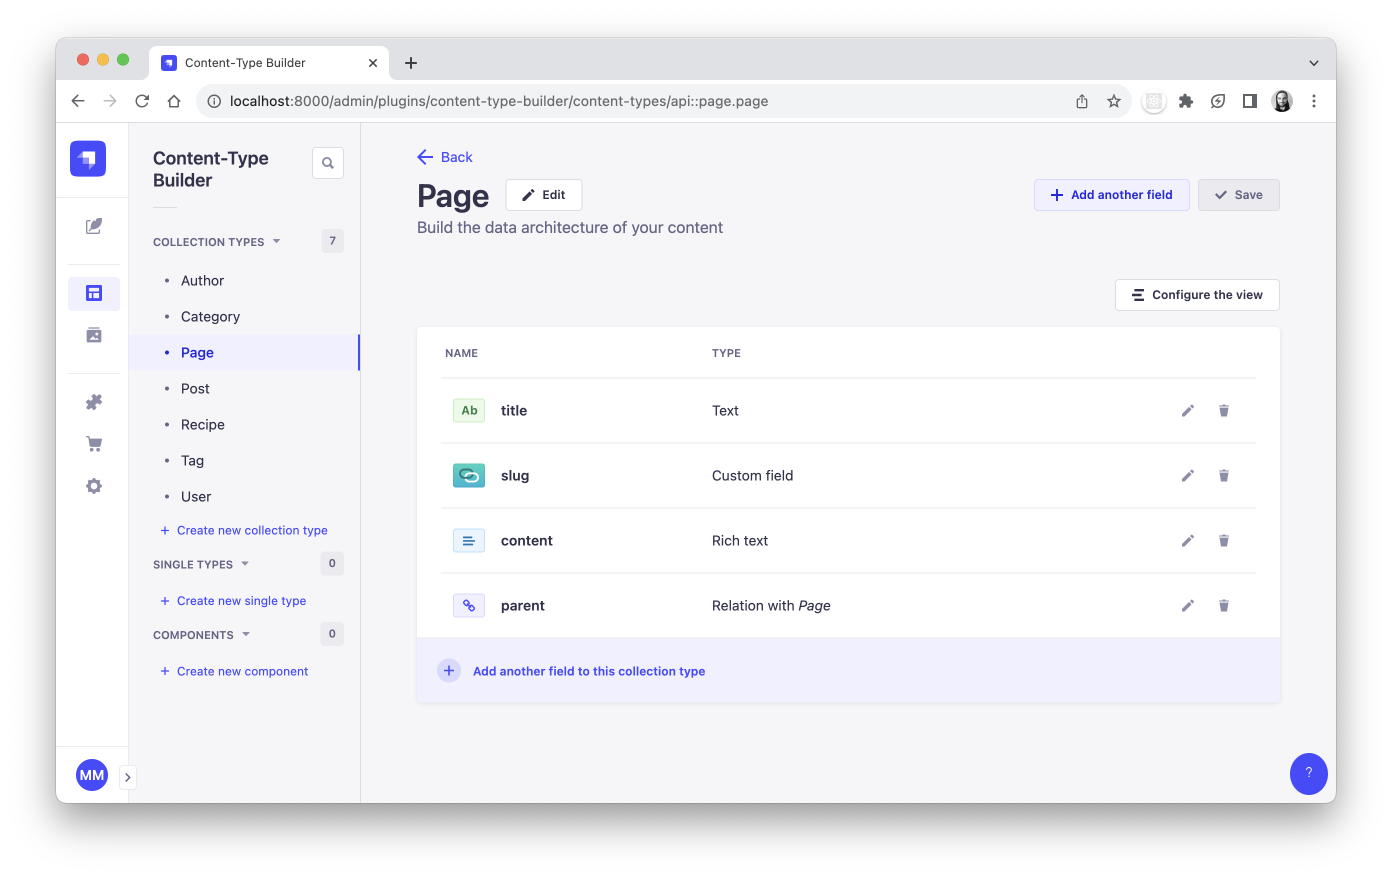 Content-Type Builder
localhost:8000/admin/plugins/content-type-builder/content-types/api::page.page
Content-Type
Builder
COLLECTION TYPES
7
Author
Category
Page
Post
Recipe
Tag
User
+ Create new collection type
SINGLE TYPES
0
+ Create new single type
COMPONENTS
0
+ Create new component
MM
Back
Page
Edit
Add another field
Save
Build the data architecture of your content
Configure the view
NAME
TYPE
Ab
title
Text
slug
Custom field
content
Rich text
parent
Relation with Page
Add another field to this collection type
?